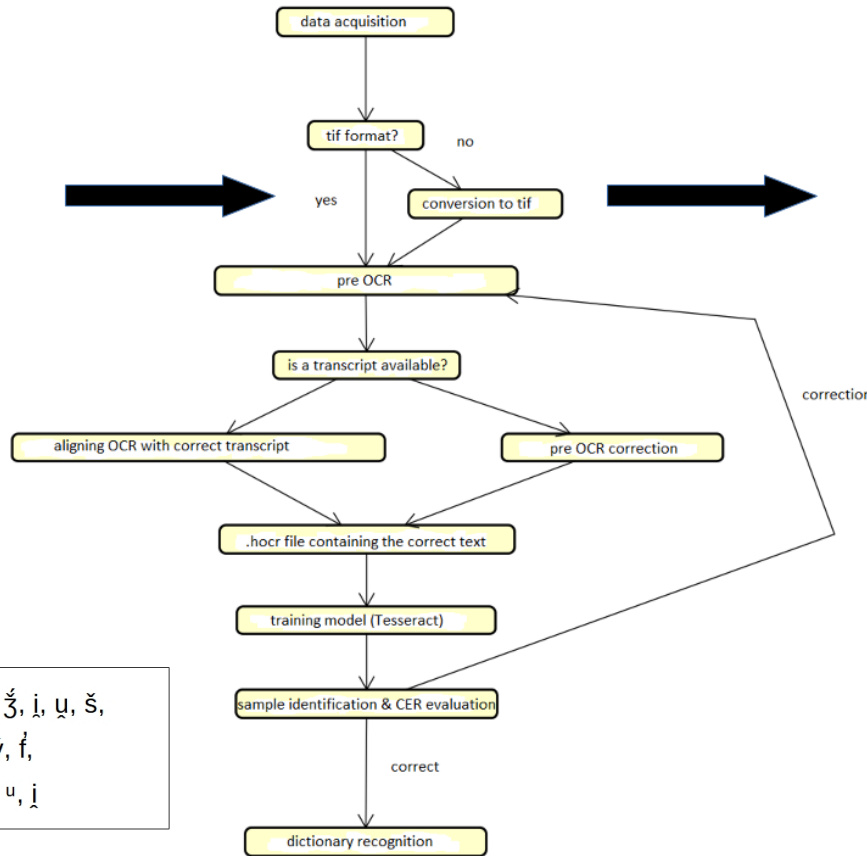 data acquisition
tif format?
no
yes
conversion to tif
pre OCR
is a transcript available?
correction
aligning OCR with correct transcript
pre OCR correction
.hocr file containing the correct text
training model (Tesseract)
ǯ́, i̯, u̯, š,
sample identification & CER evaluation
f̓,
ᵘ, i̯
correct
dictionary recognition